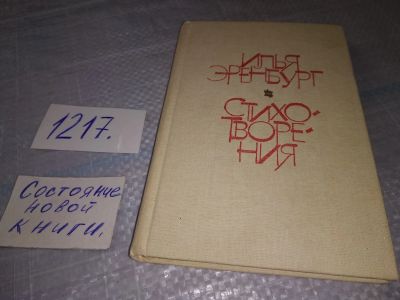 ИЛЬЯ
ЭРЕНБУРГ
СТИХО-
ТВОРЕ-
НИЯ
1217.
Состояние
новой
книги.